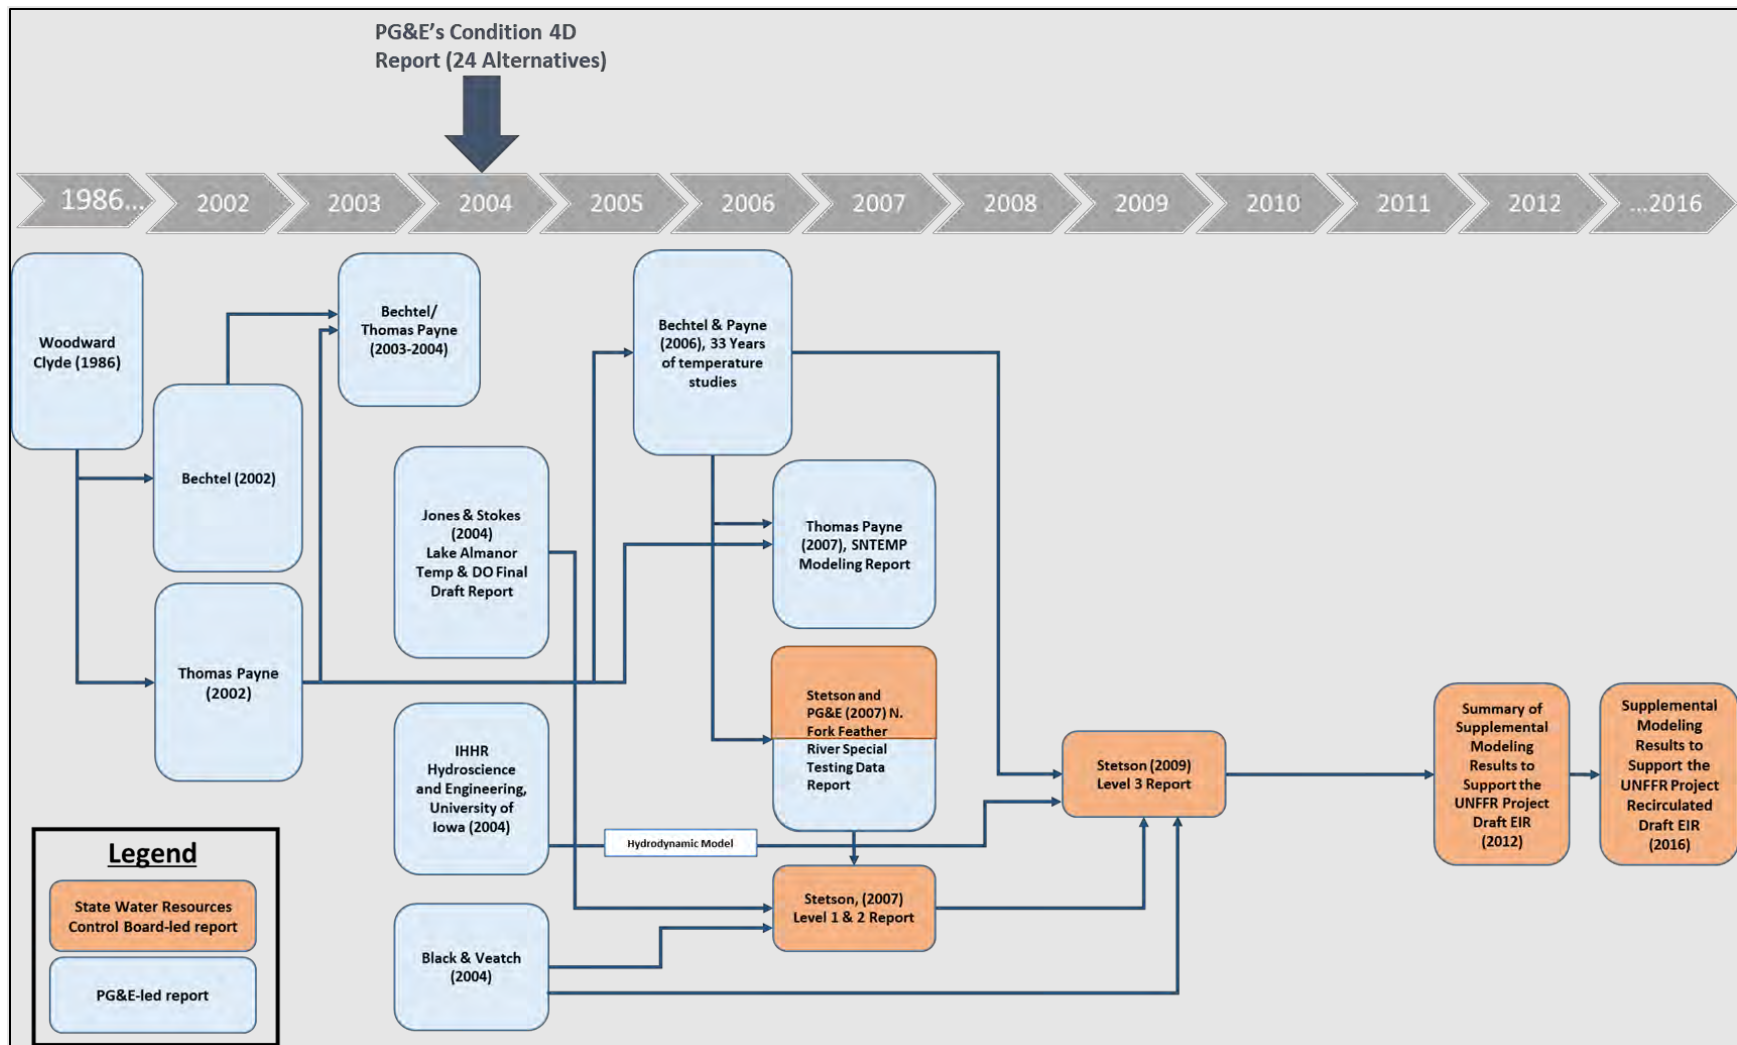 PG&E's Condition 4D
Report (24 Alternatives)
1986...
2002
2003
2004
2005
2006
2007
2008
2009
2010
2011
2012
...2016
Woodward
Clyde (1986)
Bechtel (2002)
Thomas Payne
(2002)
Bechtel/
Thomas Payne
(2003-2004)
Jones & Stokes
(2004)
Lake Almanor
Temp & DO Final
Draft Report
IHHR
Hydroscience
and Engineering,
University of
Iowa (2004)
Black & Veatch
(2004)
Bechtel & Payne
(2006), 33 Years
of temperature
studies
Thomas Payne
(2007), SNTEMP
Modeling Report
Stetson and
PG&E (2007) N.
Fork Feather
River Special
Testing Data
Report
Hydrodynamic Model
Stetson, (2007)
Level 1 & 2 Report
Stetson (2009)
Level 3 Report
Summary of
Supplemental
Modeling
Results to
Support the
UNFFR Project
Draft EIR
(2012)
Supplemental
Modeling
Results to
Support the
UNFFR Project
Recirculated
Draft EIR
(2016)
Legend
State Water Resources
Control Board-led report
PG&E-led report